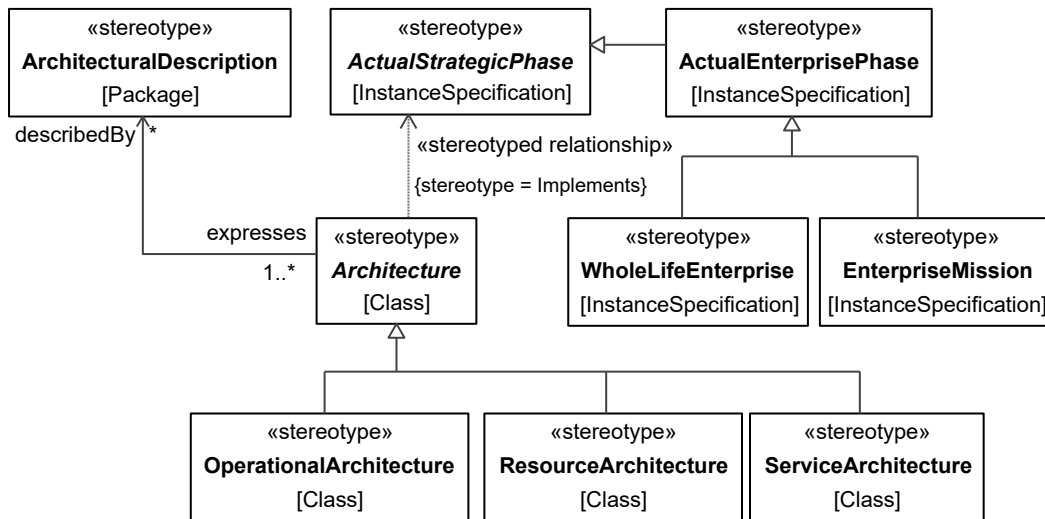 «stereotype»
ArchitecturalDescription
[Package]
«stereotype»
ActualStrategicPhase
[InstanceSpecification]
«stereotype»
ActualEnterprisePhase
[InstanceSpecification]
describedBy *
«stereotyped relationship»
{stereotype = Implements}
expresses
1..*
«stereotype»
Architecture
[Class]
«stereotype»
WholeLifeEnterprise
[InstanceSpecification]
«stereotype»
EnterpriseMission
[InstanceSpecification]
«stereotype»
OperationalArchitecture
[Class]
«stereotype»
ResourceArchitecture
[Class]
«stereotype»
ServiceArchitecture
[Class]